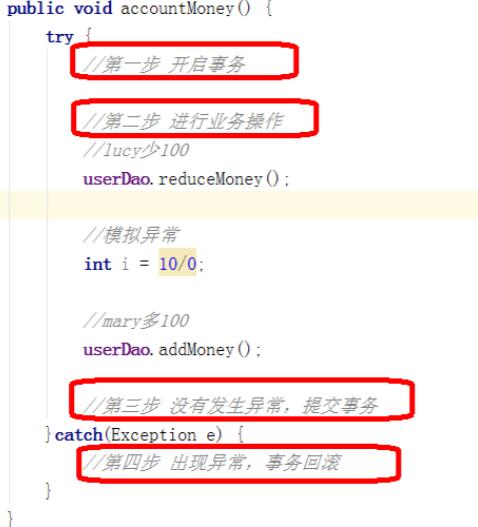 public void accountMoney() {
try {
//第一步 开启事务
//第二步 进行业务操作
//lucy少100
userDao.reduceMoney();
//模拟异常
int i = 10/0;
//mary多100
userDao.addMoney();
//第三步 没有发生异常，提交事务
}catch(Exception e) {
//第四步 出现异常，事务回滚
}
}